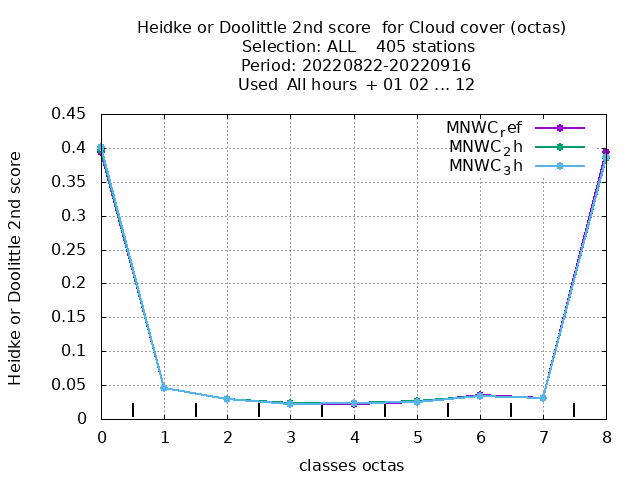 Heidke or Doolittle 2nd score  for Cloud cover (octas)
Selection: ALL    405 stations
Period: 20220822-20220916
Used  All hours  + 01 02 ... 12
Heidke or Doolittle 2nd score
0.45
0.4
0.35
0.3
0.25
0.2
0.15
0.1
0.05
0
MNWCref
MNWC2h
MNWC3h
0 1 2 3 4 5 6 7 8
classes octas